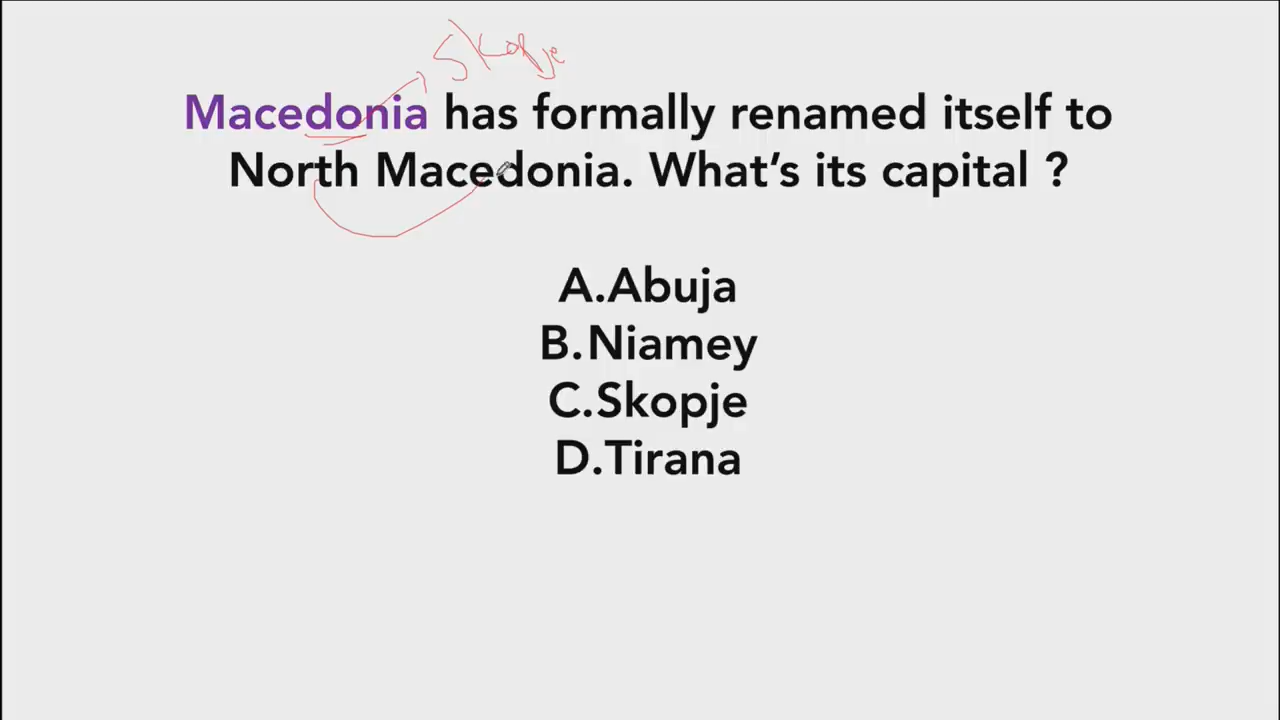 Skopje
Macedonia has formally renamed itself to
North Macedonia. What's its capital ?
A.Abuja
B.Niamey
C.Skopje
D.Tirana